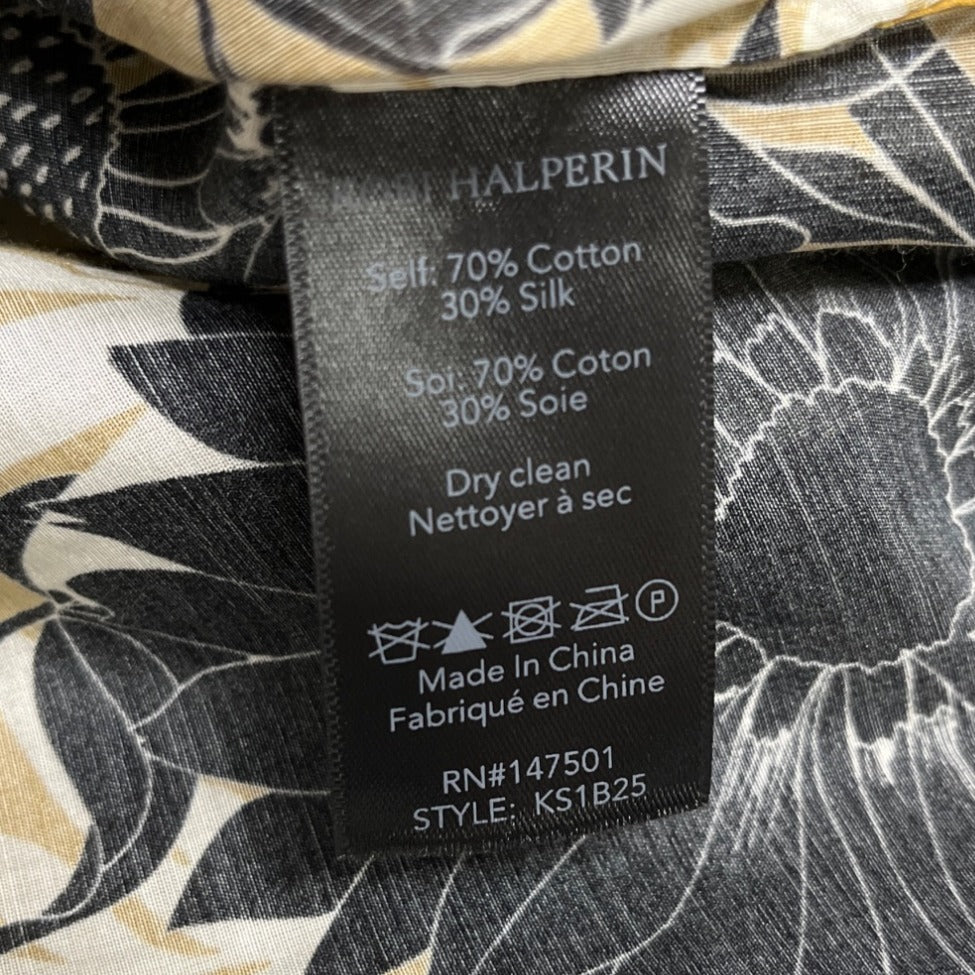 KOBI HALPERIN
Self: 70% Cotton
30% Silk
Soi: 70% Coton
30% Soie
Dry clean
Nettoyer à sec
P
Made In China
Fabriqué en Chine
RN#147501
STYLE: KS1B25